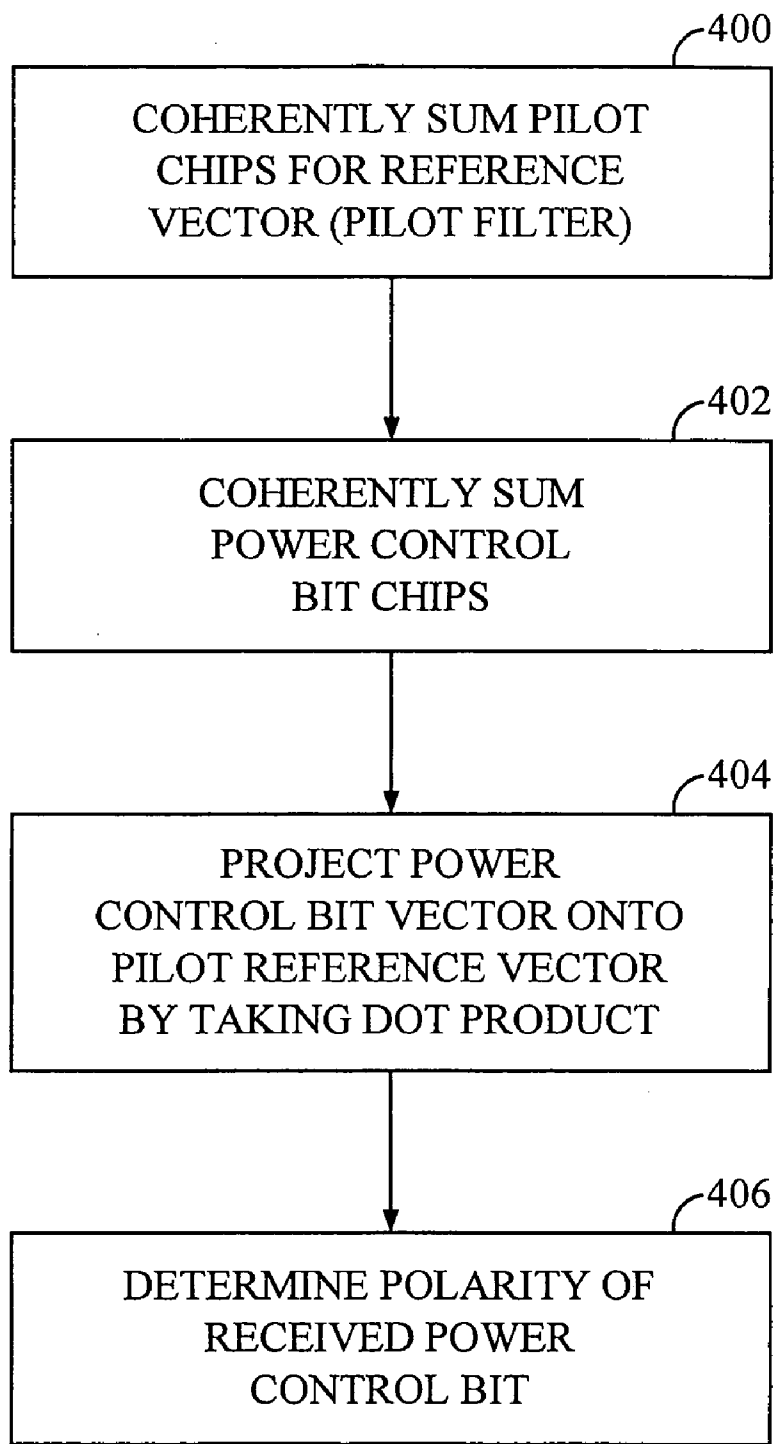 400
COHERENTLY SUM PILOT
CHIPS FOR REFERENCE
VECTOR (PILOT FILTER)
402
COHERENTLY SUM
POWER CONTROL
BIT CHIPS
404
PROJECT POWER
CONTROL BIT VECTOR ONTO
PILOT REFERENCE VECTOR
BY TAKING DOT PRODUCT
406
DETERMINE POLARITY OF
RECEIVED POWER
CONTROL BIT